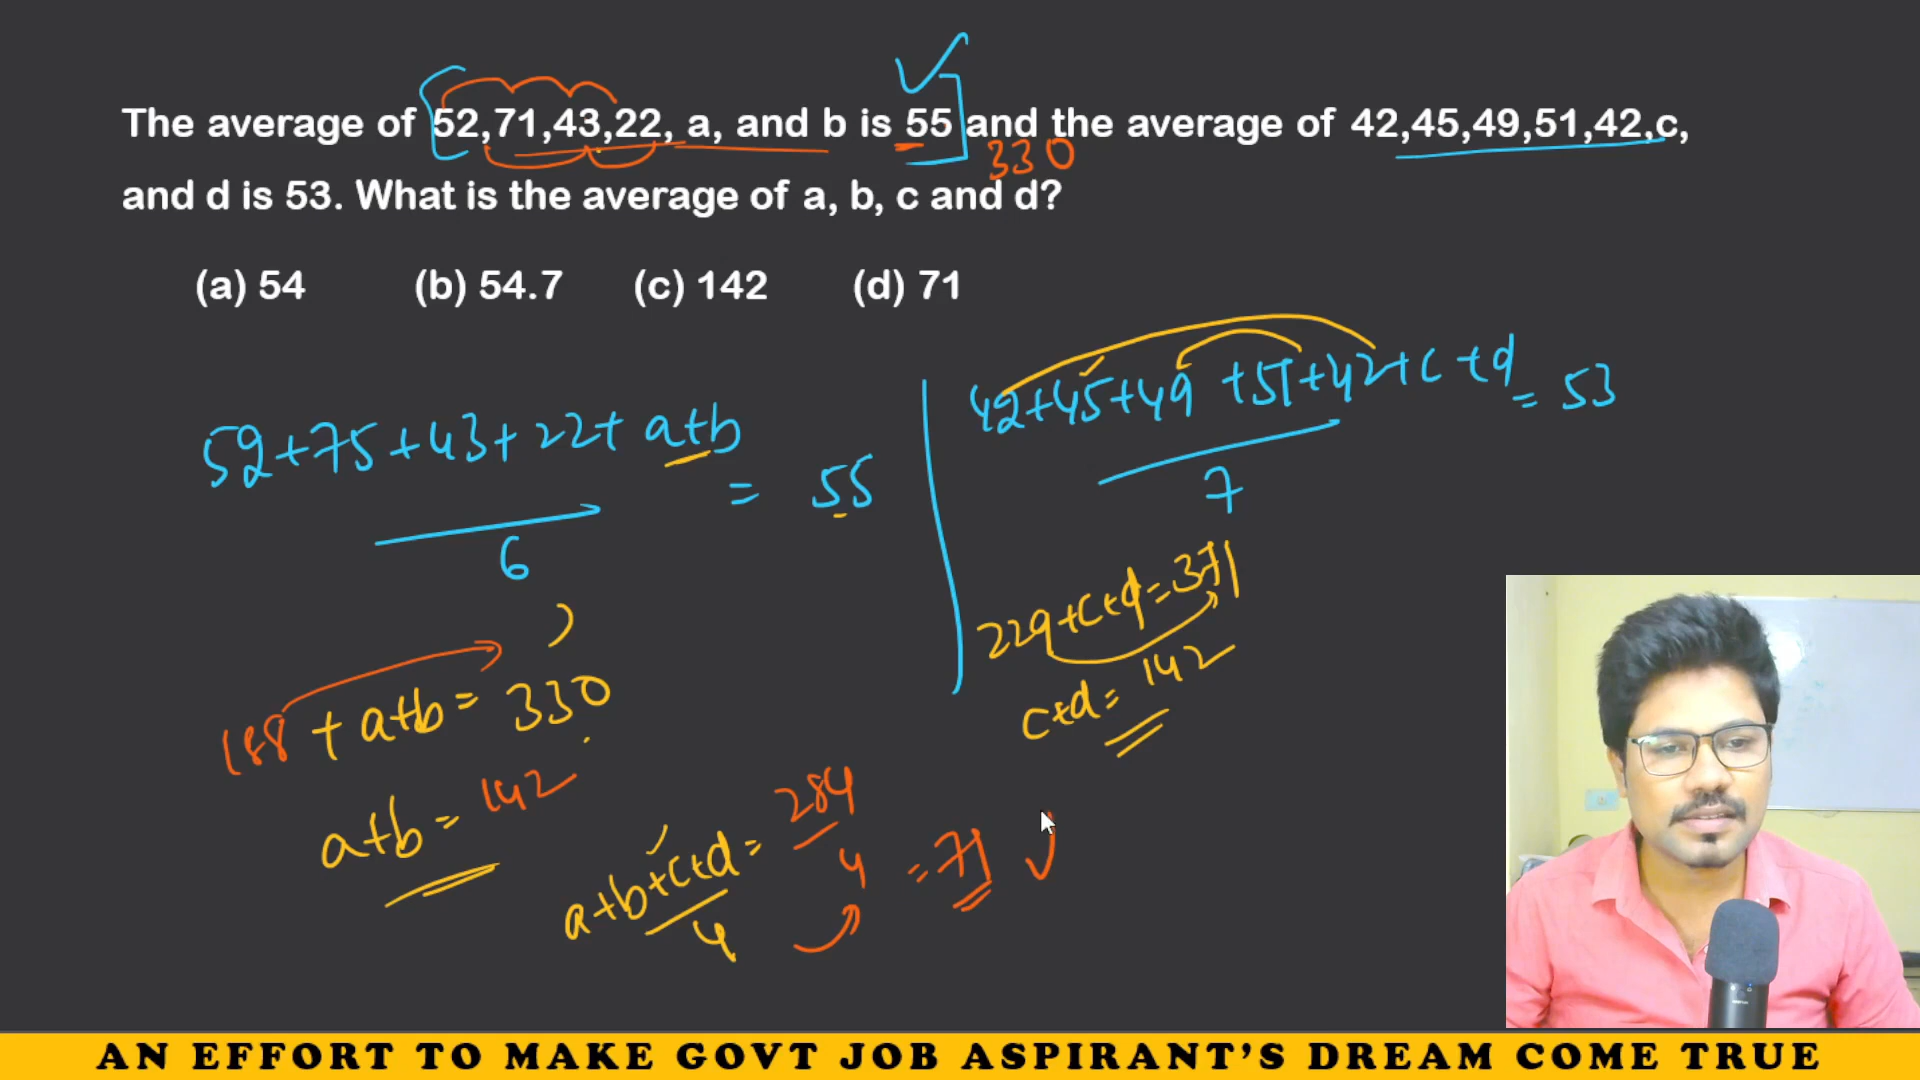 The average of 52,71,43,22, a, and b is 55 and the average of 42,45,49,51,42,c,
330
and d is 53. What is the average of a, b, c and d?
(a) 54 (b) 54.7 (c) 142 (d) 71
52+75+43+22+ a+b
= 55
6
188 + a+b = 330
a+b = 142
42+45+49 +51+42+c+d
= 53
7
229+c+d=371
c+d= 142
a+b+c+d = 284
4 4
= 71
AN EFFORT TO MAKE GOVT JOB ASPIRANT'S DREAM COME TRUE